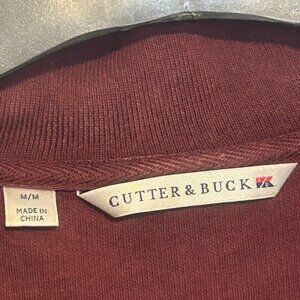 M/M
MADE IN
CHINA
CUTTER & BUCK